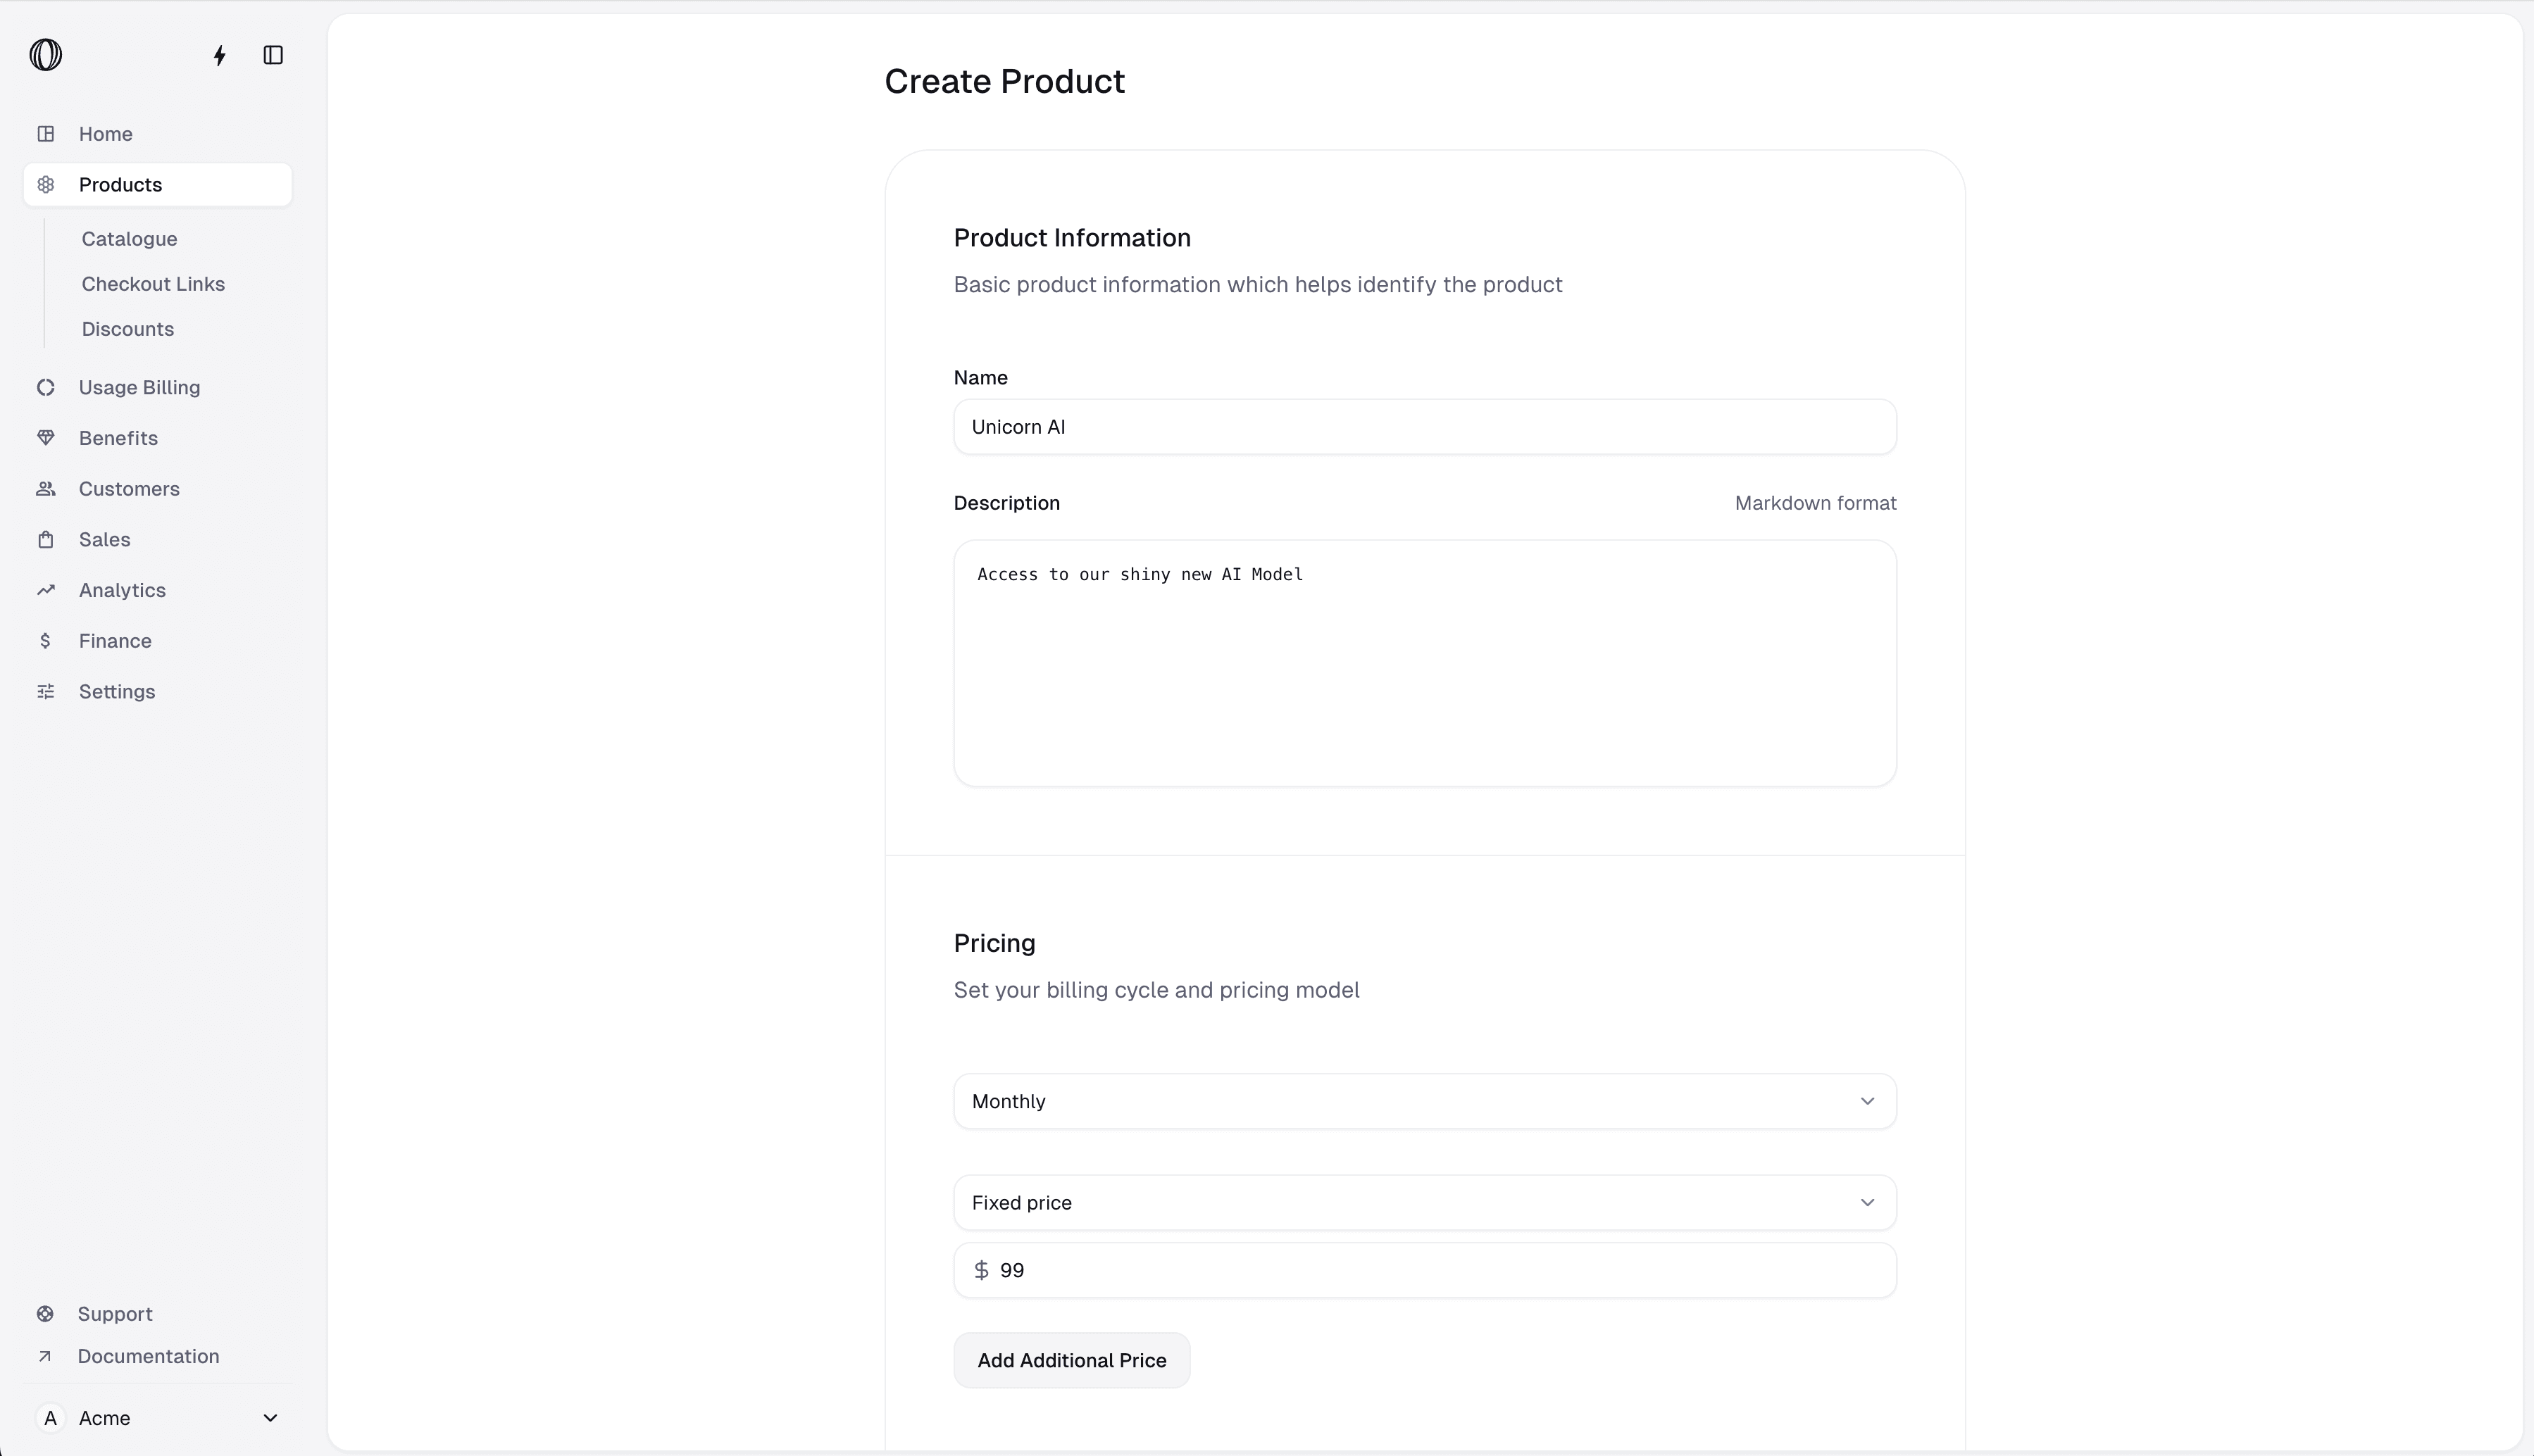 Home
Products
Catalogue
Checkout Links
Discounts
Usage Billing
Benefits
Customers
Sales
Analytics
Finance
Settings
Support
Documentation
A Acme
Create Product
Product Information
Basic product information which helps identify the product
Name
Unicorn AI
Description Markdown format
Access to our shiny new AI Model
Pricing
Set your billing cycle and pricing model
Monthly
Fixed price
$ 99
Add Additional Price